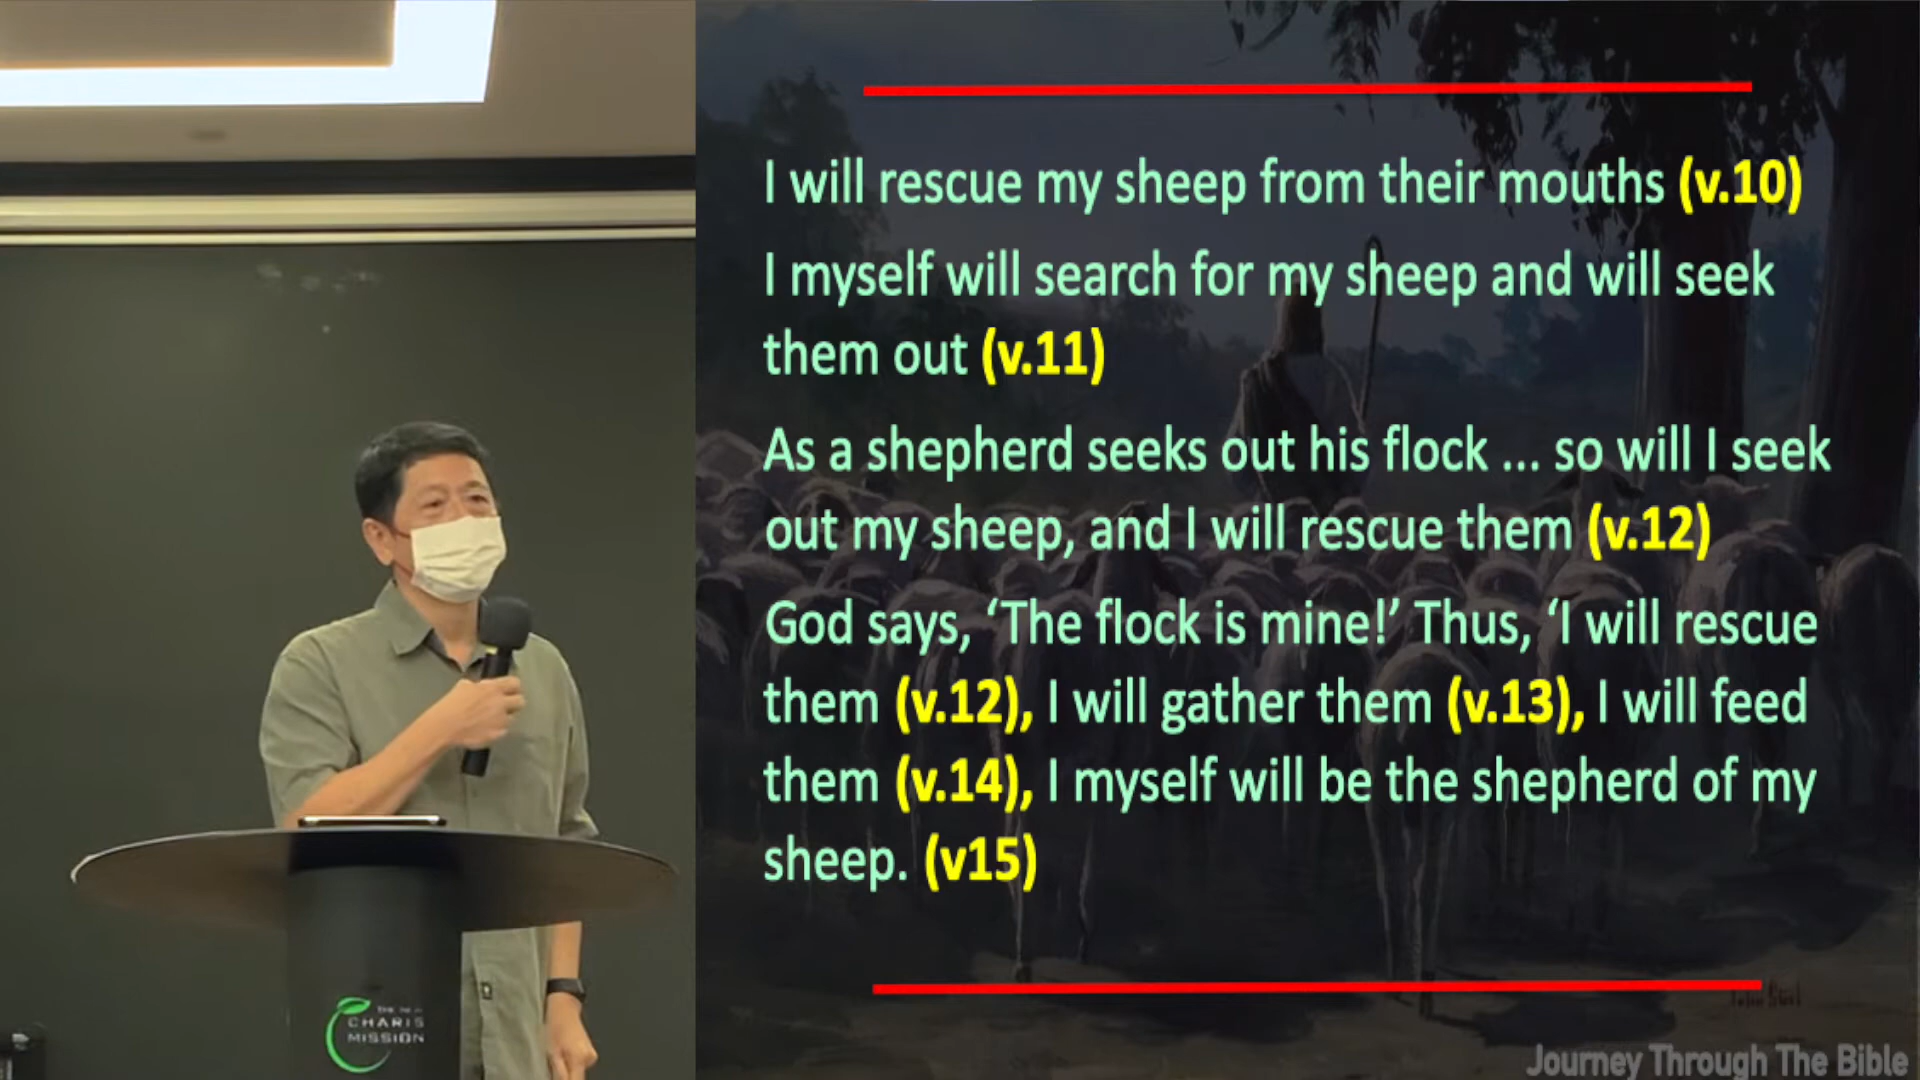 I will rescue my sheep from their mouths (v.10)
I myself will search for my sheep and will seek
them out (v.11)
As a shepherd seeks out his flock ... so will I seek
out my sheep, and I will rescue them (v.12)
God says, ‘The flock is mine!’ Thus, ‘I will rescue
them (v.12), I will gather them (v.13), I will feed
them (v.14), I myself will be the shepherd of my
sheep. (v15)
CHARIS
MISSION
Journey Through The Bible